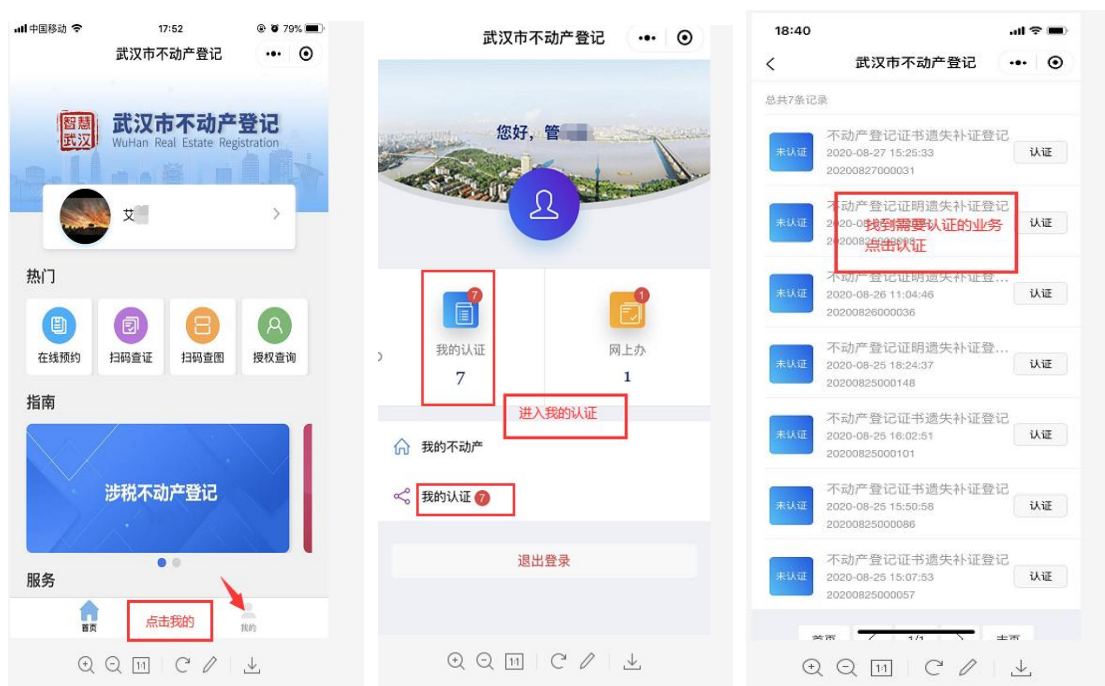 中国移动
17:52
79%
武汉市不动产登记
智慧
武汉
武汉市不动产登记
WuHan Real Estate Registration
艾
热门
在线预约
扫码查证
扫码查图
授权查询
指南
涉税不动产登记
服务
首页
点击我的
我的
1:1
武汉市不动产登记
您好，管
7
我的认证
7
1
网上办
1
进入我的认证
我的不动产
我的认证 7
退出登录
1:1
18:40
武汉市不动产登记
总共7条记录
未认证
不动产登记证书遗失补证登记
2020-08-27 15:25:33
20200827000031
认证
未认证
不动产登记证明遗失补证登记
找到需要认证的业务
点击认证
认证
未认证
不动产登记证明遗失补证登...
2020-08-26 11:04:46
20200826000036
认证
未认证
不动产登记证明遗失补证登...
2020-08-25 18:24:37
20200825000148
认证
未认证
不动产登记证书遗失补证登记
2020-08-25 16:02:51
20200825000101
认证
未认证
不动产登记证书遗失补证登记
2020-08-25 15:50:58
20200825000086
认证
未认证
不动产登记证书遗失补证登记
2020-08-25 15:07:53
20200825000057
认证
首页
1/1
末页
1:1